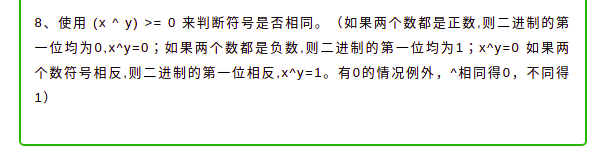 8、使用 (x ^ y) >= 0 来判断符号是否相同。（如果两个数都是正数,则二进制的第
一位均为0,x^y=0；如果两个数都是负数,则二进制的第一位均为1；x^y=0 如果两
个数符号相反,则二进制的第一位相反,x^y=1。有0的情况例外，^相同得0，不同得
1）